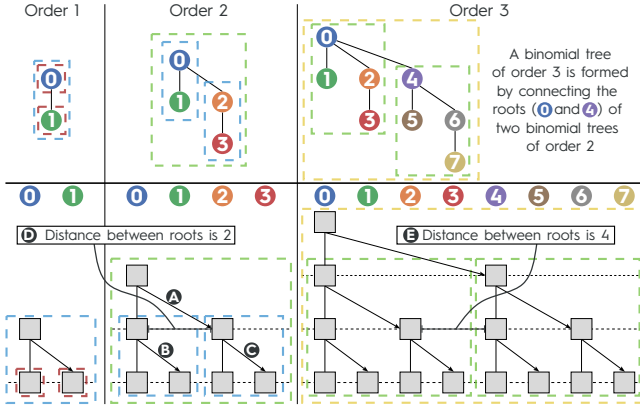 Order 1
Order 2
Order 3
0
1
0
1
2
3
0
1
2
4
3
5
6
7
A binomial tree
of order 3 is formed
by connecting the
roots (0 and 4) of
two binomial trees
of order 2
0 1 0 1 2 3 0 1 2 3 4 5 6 7
D Distance between roots is 2
E Distance between roots is 4
A
B
C